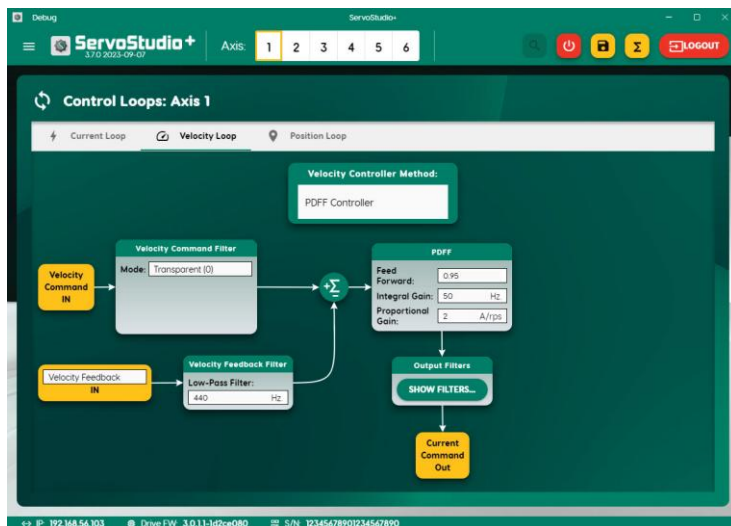 Debug
ServoStudio+
ServoStudio+
3.7.0 2023-09-07
Axis: 1 2 3 4 5 6
LOGOUT
Control Loops: Axis 1
Current Loop Velocity Loop Position Loop
Velocity Controller Method:
PDFF Controller
Velocity Command Filter
Mode: Transparent (0)
Velocity
Command
IN
+Σ
−
PDFF
Feed
Forward: 0.95
Integral Gain: 50 Hz
Proportional
Gain: 2 A/rps
Velocity Feedback
IN
Velocity Feedback Filter
Low-Pass Filter:
440 Hz
Output Filters
SHOW FILTERS...
Current
Command
Out
IP: 192.168.56.103 Drive FW: 3.0.1.1-1d2ce080 S/N: 12345678901234567890